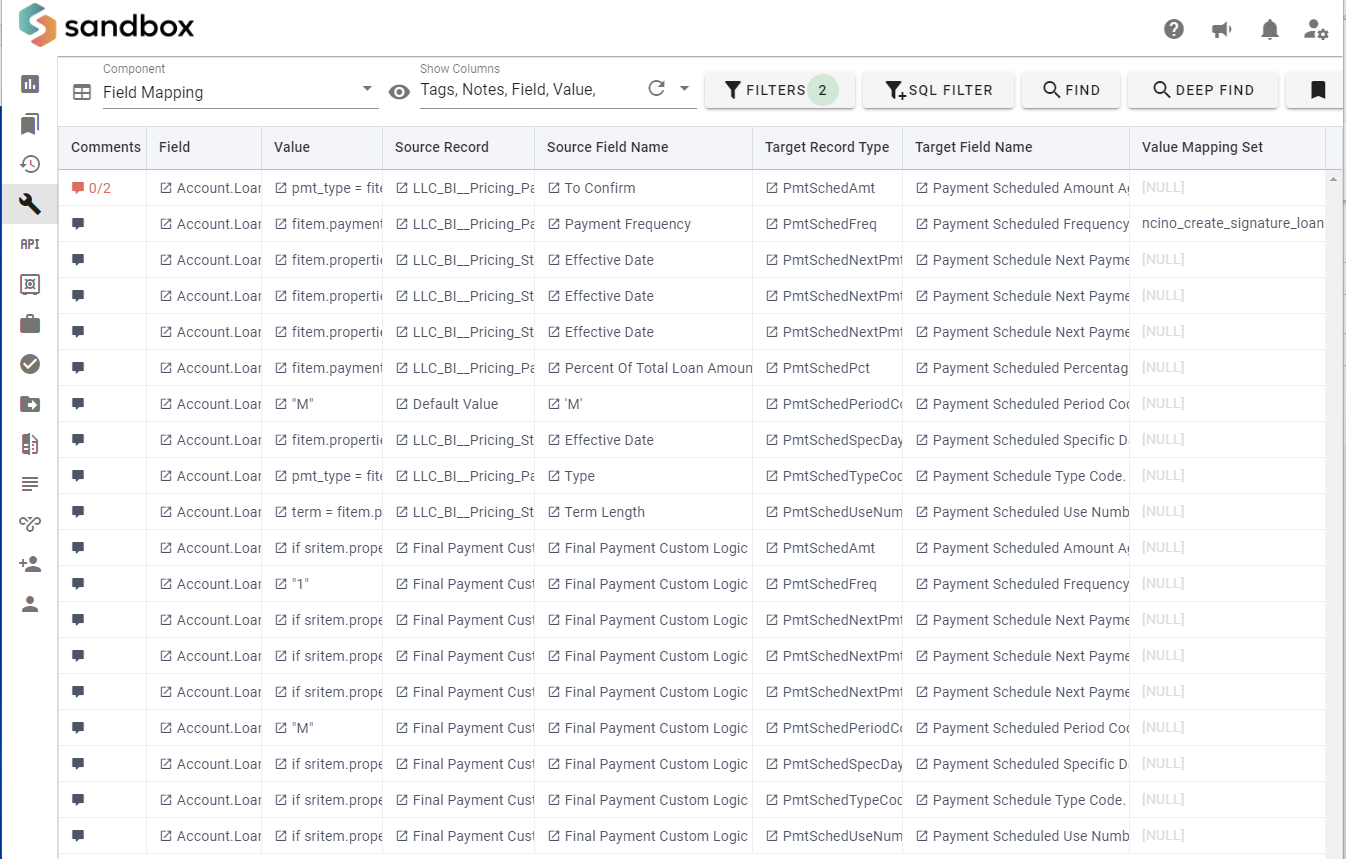 sandbox
Component
Field Mapping
Show Columns
Tags, Notes, Field, Value,
FILTERS 2
SQL FILTER
FIND
DEEP FIND
API
Comments Field Value Source Record Source Field Name Target Record Type Target Field Name Value Mapping Set
0/2 Account.Loar pmt_type = fite LLC_BI__Pricing_Pa To Confirm PmtSchedAmt Payment Scheduled Amount Ag [NULL]
Account.Loar fitem.payment LLC_BI__Pricing_Pa Payment Frequency PmtSchedFreq Payment Scheduled Frequency ncino_create_signature_loan
Account.Loar fitem.propertie LLC_BI__Pricing_St Effective Date PmtSchedNextPmt Payment Schedule Next Payme [NULL]
Account.Loar fitem.propertie LLC_BI__Pricing_St Effective Date PmtSchedNextPmt Payment Schedule Next Payme [NULL]
Account.Loar fitem.propertie LLC_BI__Pricing_St Effective Date PmtSchedNextPmt Payment Schedule Next Payme [NULL]
Account.Loar fitem.payment LLC_BI__Pricing_Pa Percent Of Total Loan Amoun PmtSchedPct Payment Scheduled Percentag [NULL]
Account.Loar "M" Default Value 'M' PmtSchedPeriodCo Payment Scheduled Period Coc [NULL]
Account.Loar fitem.propertie LLC_BI__Pricing_St Effective Date PmtSchedSpecDay Payment Scheduled Specific D [NULL]
Account.Loar pmt_type = fite LLC_BI__Pricing_Pa Type PmtSchedTypeCoc Payment Schedule Type Code. [NULL]
Account.Loar term = fitem.p LLC_BI__Pricing_St Term Length PmtSchedUseNum Payment Scheduled Use Numb [NULL]
Account.Loar if sritem.prope Final Payment Cust Final Payment Custom Logic PmtSchedAmt Payment Scheduled Amount Ag [NULL]
Account.Loar "1" Final Payment Cust Final Payment Custom Logic PmtSchedFreq Payment Scheduled Frequency [NULL]
Account.Loar if sritem.prope Final Payment Cust Final Payment Custom Logic PmtSchedNextPmt Payment Schedule Next Payme [NULL]
Account.Loar if sritem.prope Final Payment Cust Final Payment Custom Logic PmtSchedNextPmt Payment Schedule Next Payme [NULL]
Account.Loar if sritem.prope Final Payment Cust Final Payment Custom Logic PmtSchedNextPmt Payment Schedule Next Payme [NULL]
Account.Loar "M" Final Payment Cust Final Payment Custom Logic PmtSchedPeriodCo Payment Scheduled Period Coc [NULL]
Account.Loar if sritem.prope Final Payment Cust Final Payment Custom Logic PmtSchedSpecDay Payment Scheduled Specific D [NULL]
Account.Loar if sritem.prope Final Payment Cust Final Payment Custom Logic PmtSchedTypeCoc Payment Schedule Type Code. [NULL]
Account.Loar if sritem.prope Final Payment Cust Final Payment Custom Logic PmtSchedUseNum Payment Scheduled Use Numb [NULL]